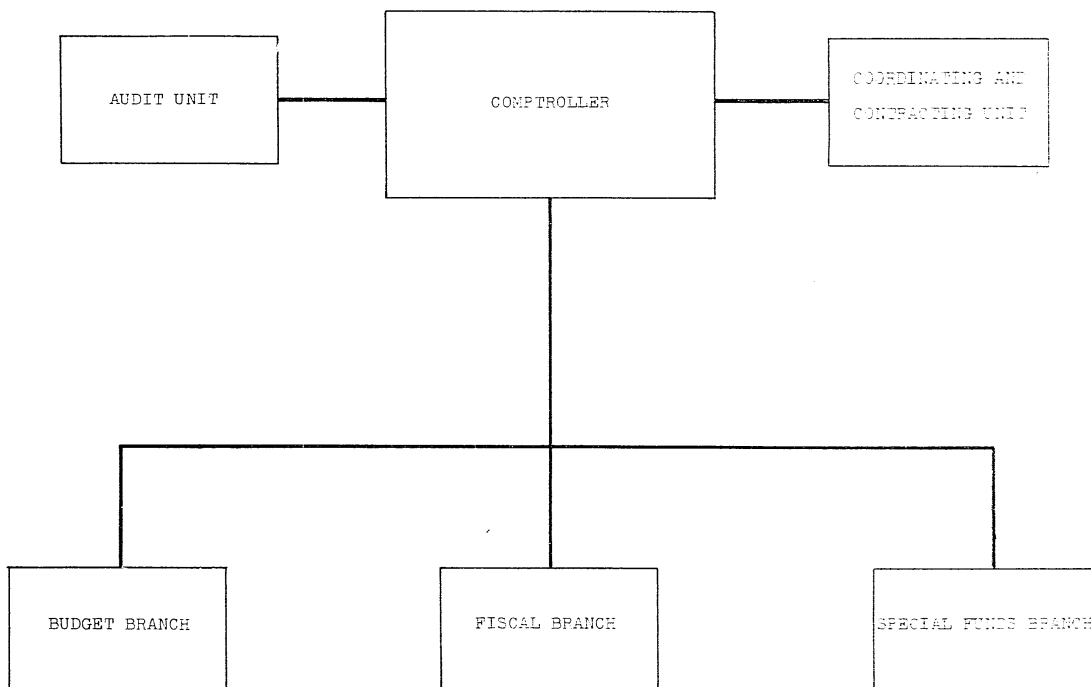 AUDIT UNIT
COMPTROLLER
COORDINATING AND
CONTRACTING UNIT
BUDGET BRANCH
FISCAL BRANCH
SPECIAL FUNDS BRANCH